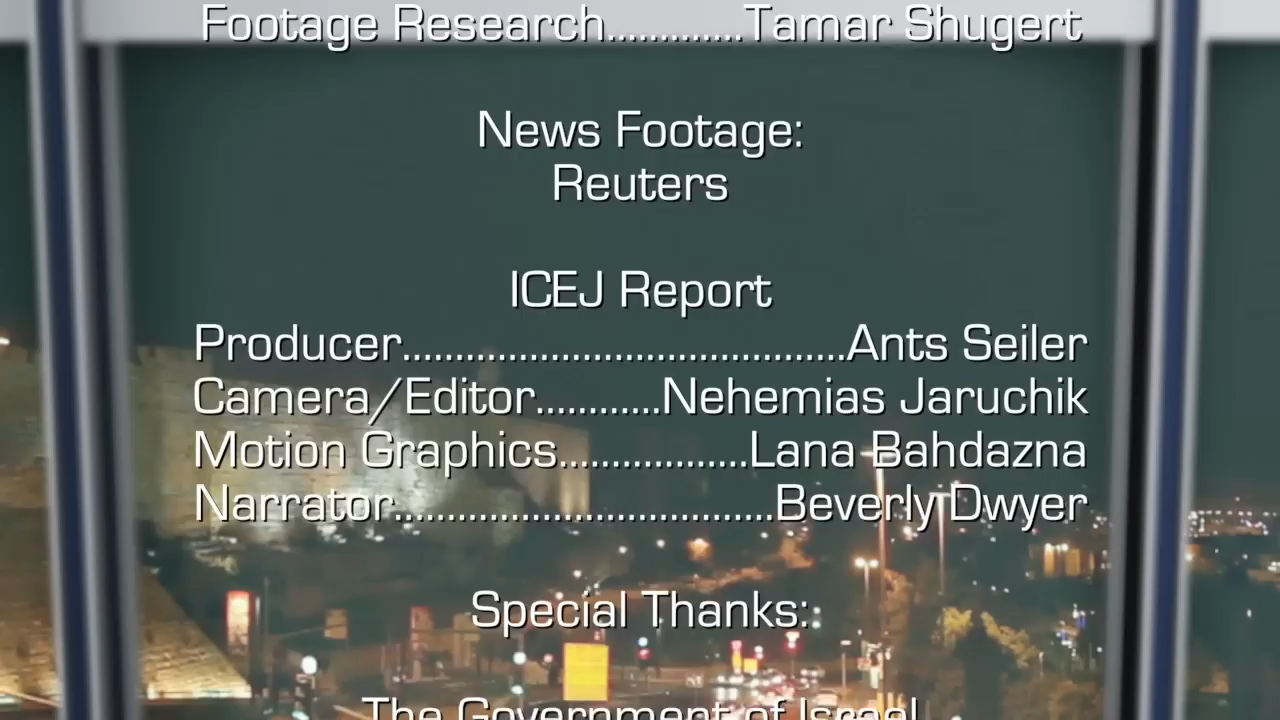 Footage Research.............Tamar Shugert
News Footage:
Reuters
ICEJ Report
Producer..........................................Ants Seiler
Camera/Editor............Nehemias Jaruchik
Motion Graphics..................Lana Bahdazna
Narrator....................................Beverly Dwyer
Special Thanks:
The Government of Israel